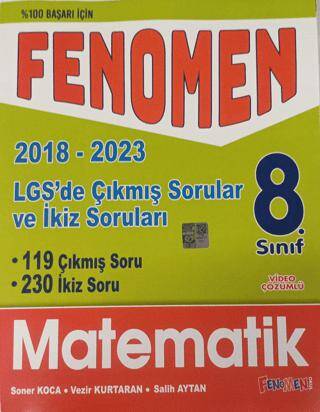 %100 BAŞARI İÇİN
FENOMEN
2018 - 2023
LGS'de Çıkmış Sorular
ve İkiz Soruları
8.
Sınıf
• 119 Çıkmış Soru
• 230 İkiz Soru
VİDEO
ÇÖZÜMLÜ
Matematik
Soner KOCA • Vezir KURTARAN • Salih AYTAN
FENOMEN